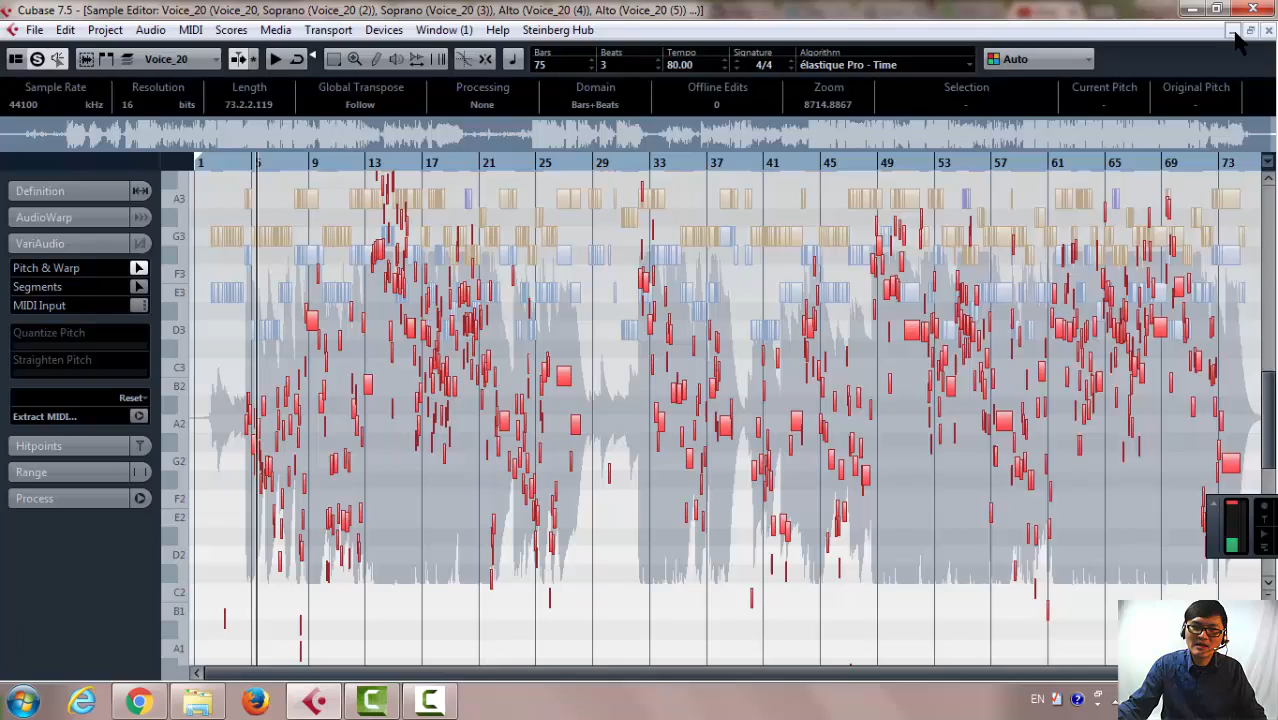 Cubase 7.5 - [Sample Editor: Voice_20 (Voice_20, Soprano (Voice_20 (2)), Soprano (Voice_20 (3)), Alto (Voice_20 (4)), Alto (Voice_20 (5)) ...)]
File Edit Project Audio MIDI Scores Media Transport Devices Window (1) Help Steinberg Hub
Voice_20
Bars Beats Tempo Signature Algorithm
75 3 80.00 4/4 élastique Pro - Time Auto
Sample Rate Resolution Length Global Transpose Processing Domain Offline Edits Zoom Selection Current Pitch Original Pitch
44100 kHz 16 bits 73.2.2.119 Follow None Bars+Beats 0 8714.8867 - - -
1 5 9 13 17 21 25 29 33 37 41 45 49 53 57 61 65 69 73
Definition
AudioWarp
VariAudio
Pitch & Warp
Segments
MIDI Input
Quantize Pitch
Straighten Pitch
Reset
Extract MIDI...
Hitpoints
Range
Process
A3
G3
F3
E3
D3
C3
B2
A2
G2
F2
E2
D2
C2
B1
A1
EN